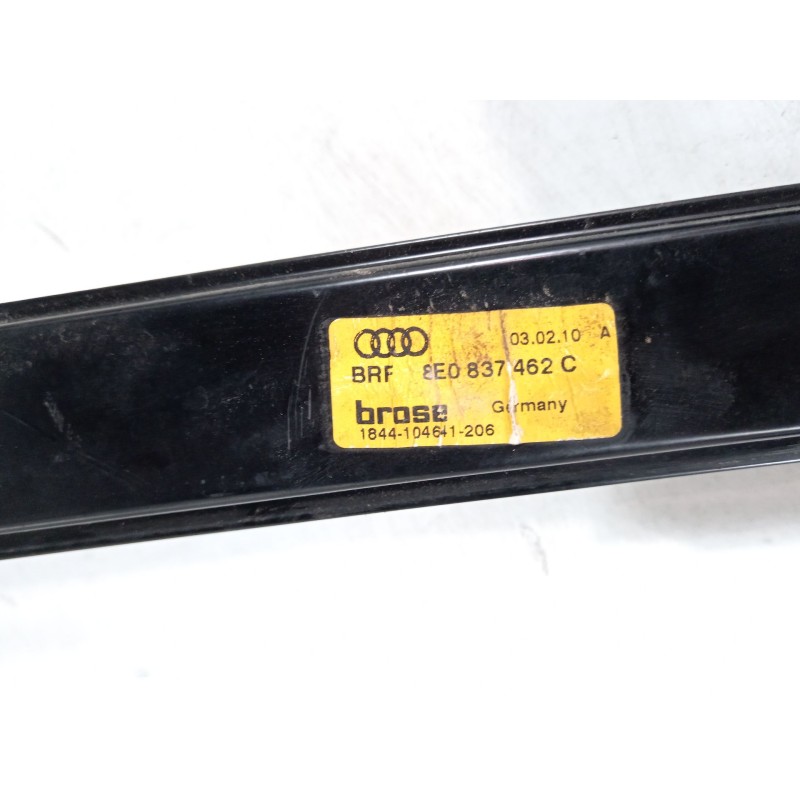 03.02.10 A
BRF 8E0 837 462 C
brose Germany
1844-104641-206